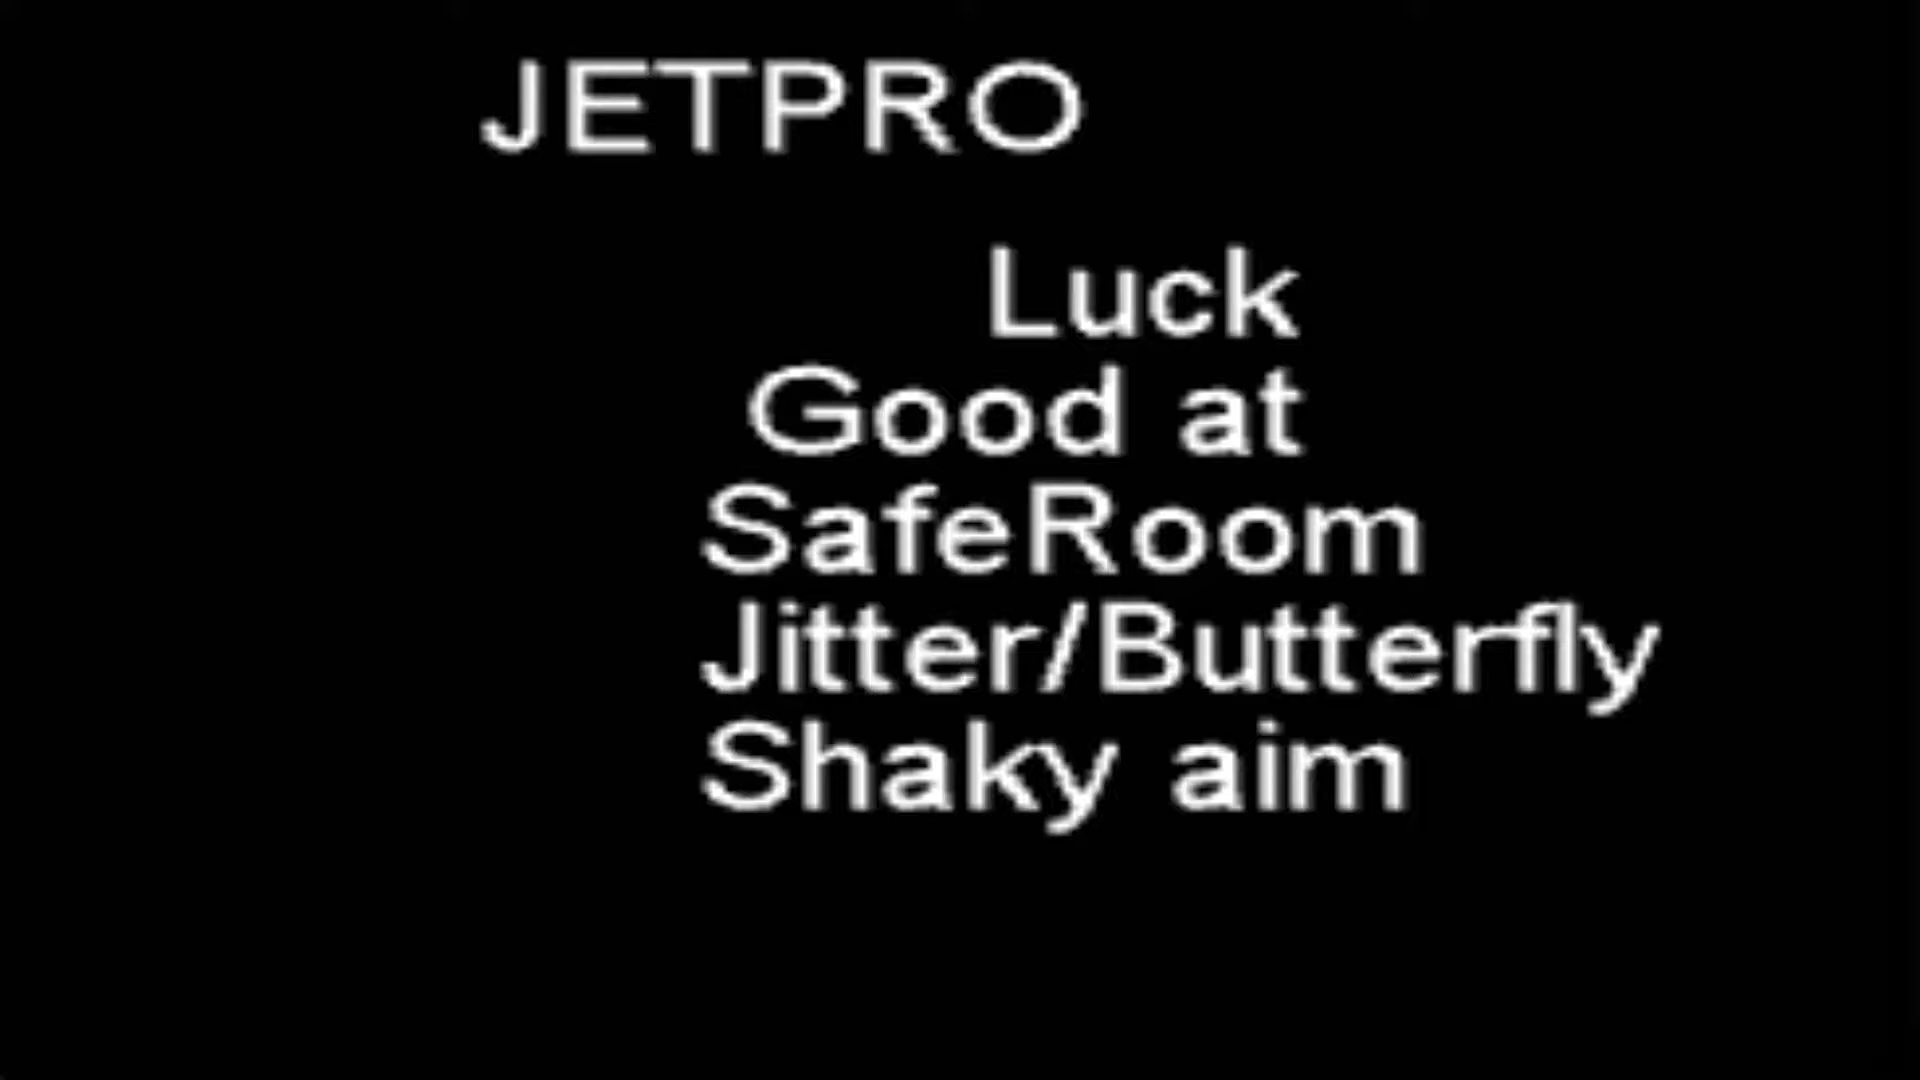 JETPRO
Luck
Good at
SafeRoom
Jitter/Butterfly
Shaky aim